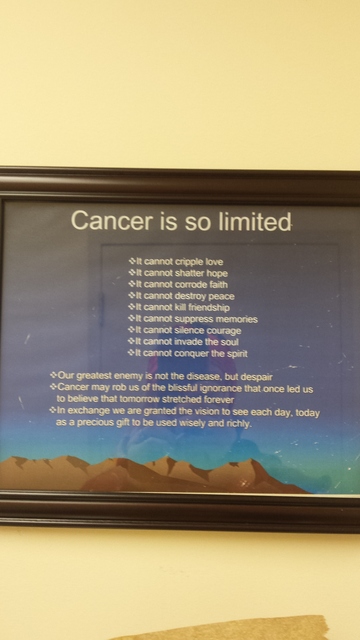 Cancer is so limited
❖It cannot cripple love
❖It cannot shatter hope
❖It cannot corrode faith
❖It cannot destroy peace
❖It cannot kill friendship
❖It cannot suppress memories
❖It cannot silence courage
❖It cannot invade the soul
❖It cannot conquer the spirit
❖Our greatest enemy is not the disease, but despair
❖Cancer may rob us of the blissful ignorance that once led us
to believe that tomorrow stretched forever
❖In exchange we are granted the vision to see each day, today
as a precious gift to be used wisely and richly.